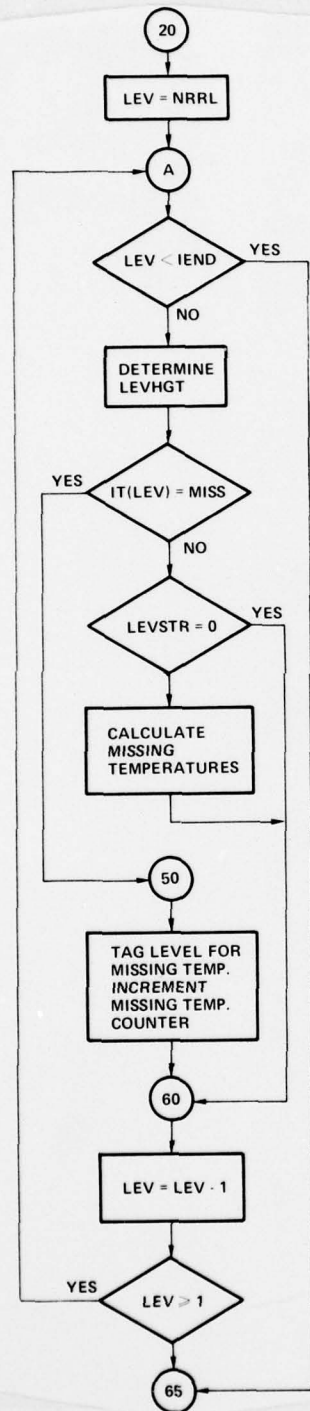 20
LEV = NRRL
A
LEV < IEND
YES
NO
DETERMINE
LEVHGT
YES
IT(LEV) = MISS
NO
LEVSTR = 0
YES
CALCULATE
MISSING
TEMPERATURES
50
TAG LEVEL FOR
MISSING TEMP.
INCREMENT
MISSING TEMP.
COUNTER
60
LEV = LEV - 1
YES
LEV ≥ 1
65